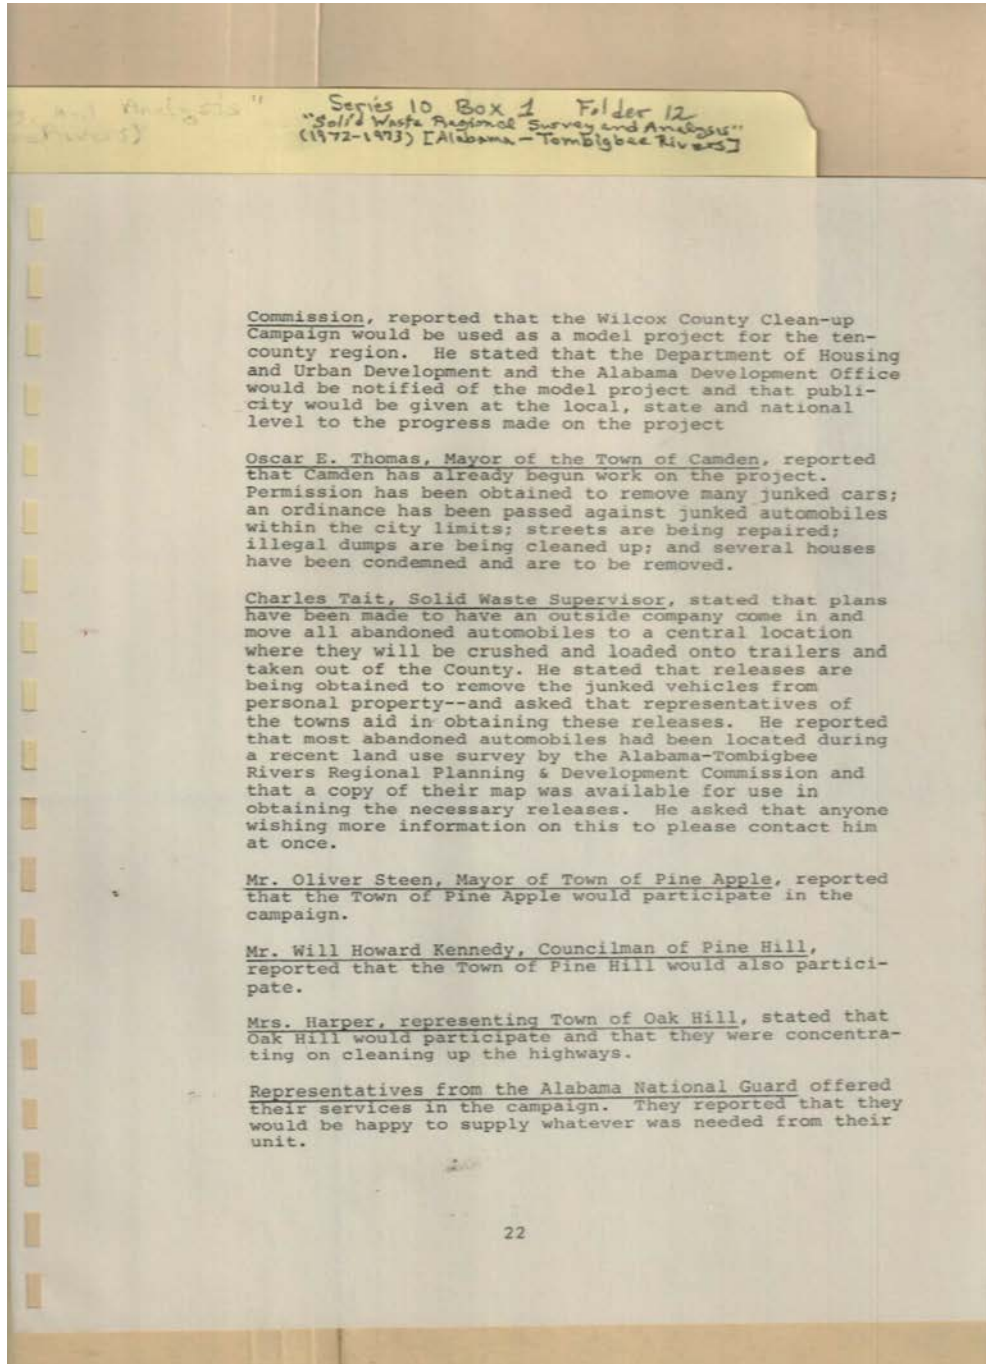 Series 10 Box 1 Folder 12
"Solid Waste Regional Survey and Analysis"
(1972-1973) [Alabama-Tombigbee Rivers]
Analysis"
Rivers)
Commission, reported that the Wilcox County Clean-up
Campaign would be used as a model project for the ten-
county region. He stated that the Department of Housing
and Urban Development and the Alabama Development Office
would be notified of the model project and that publi-
city would be given at the local, state and national
level to the progress made on the project
Oscar E. Thomas, Mayor of the Town of Camden, reported
that Camden has already begun work on the project.
Permission has been obtained to remove many junked cars;
an ordinance has been passed against junked automobiles
within the city limits; streets are being repaired;
illegal dumps are being cleaned up; and several houses
have been condemned and are to be removed.
Charles Tait, Solid Waste Supervisor, stated that plans
have been made to have an outside company come in and
move all abandoned automobiles to a central location
where they will be crushed and loaded onto trailers and
taken out of the County. He stated that releases are
being obtained to remove the junked vehicles from
personal property--and asked that representatives of
the towns aid in obtaining these releases. He reported
that most abandoned automobiles had been located during
a recent land use survey by the Alabama-Tombigbee
Rivers Regional Planning & Development Commission and
that a copy of their map was available for use in
obtaining the necessary releases. He asked that anyone
wishing more information on this to please contact him
at once.
Mr. Oliver Steen, Mayor of Town of Pine Apple, reported
that the Town of Pine Apple would participate in the
campaign.
Mr. Will Howard Kennedy, Councilman of Pine Hill,
reported that the Town of Pine Hill would also partici-
pate.
Mrs. Harper, representing Town of Oak Hill, stated that
Oak Hill would participate and that they were concentra-
ting on cleaning up the highways.
Representatives from the Alabama National Guard offered
their services in the campaign. They reported that they
would be happy to supply whatever was needed from their
unit.
22